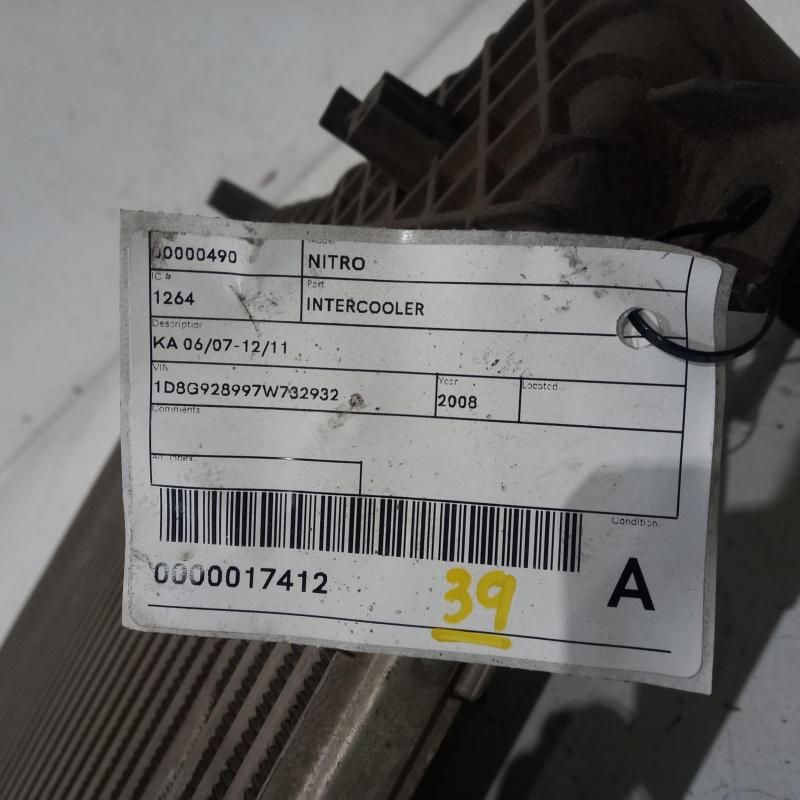 00000490
Model
NITRO
IC #
1264
Part
INTERCOOLER
Description
KA 06/07-12/11
VIN
1D8G928997W732932
Year
2008
Located
Comments
0000017412
39
Condition
A